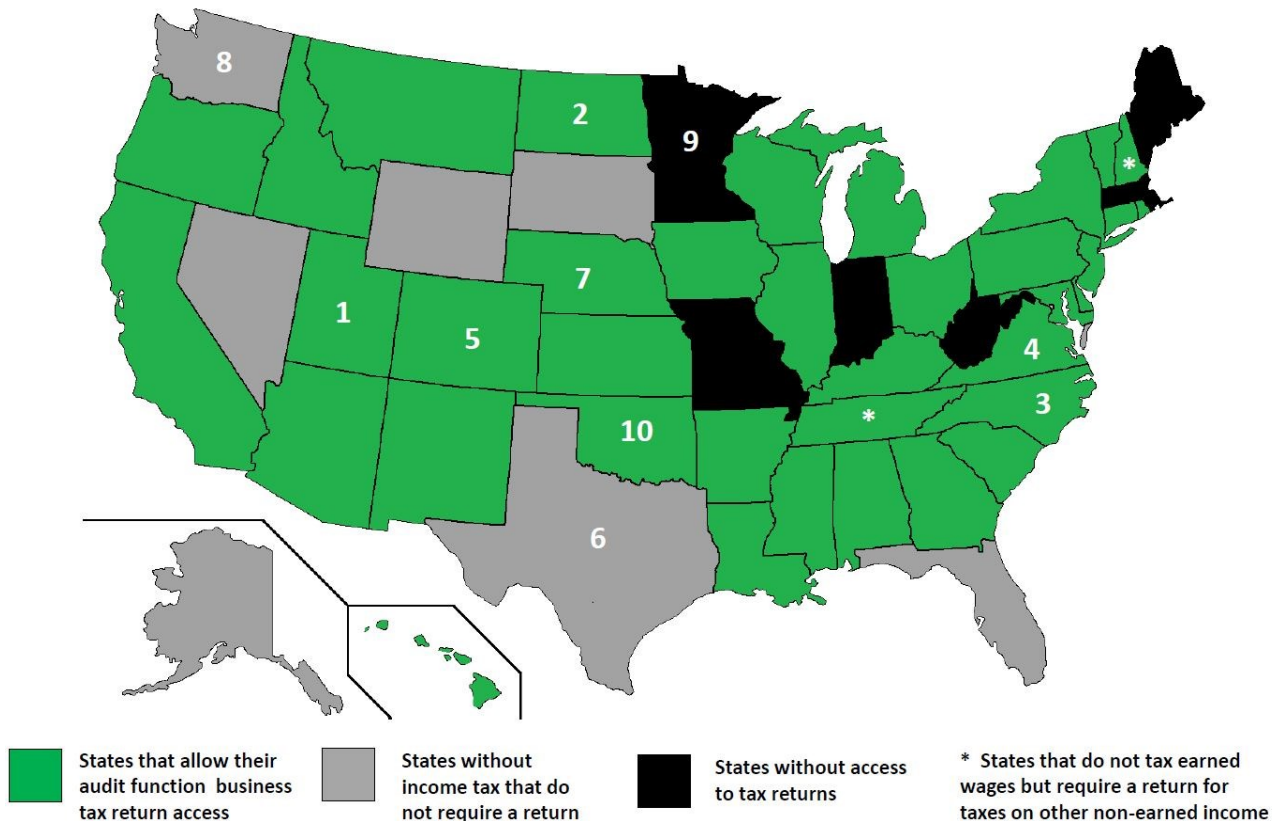 8
2
9
*
7
1
5
4
3
*
10
6
States that allow their
audit function business
tax return access
States without
income tax that do
not require a return
States without access
to tax returns
* States that do not tax earned
wages but require a return for
taxes on other non-earned income